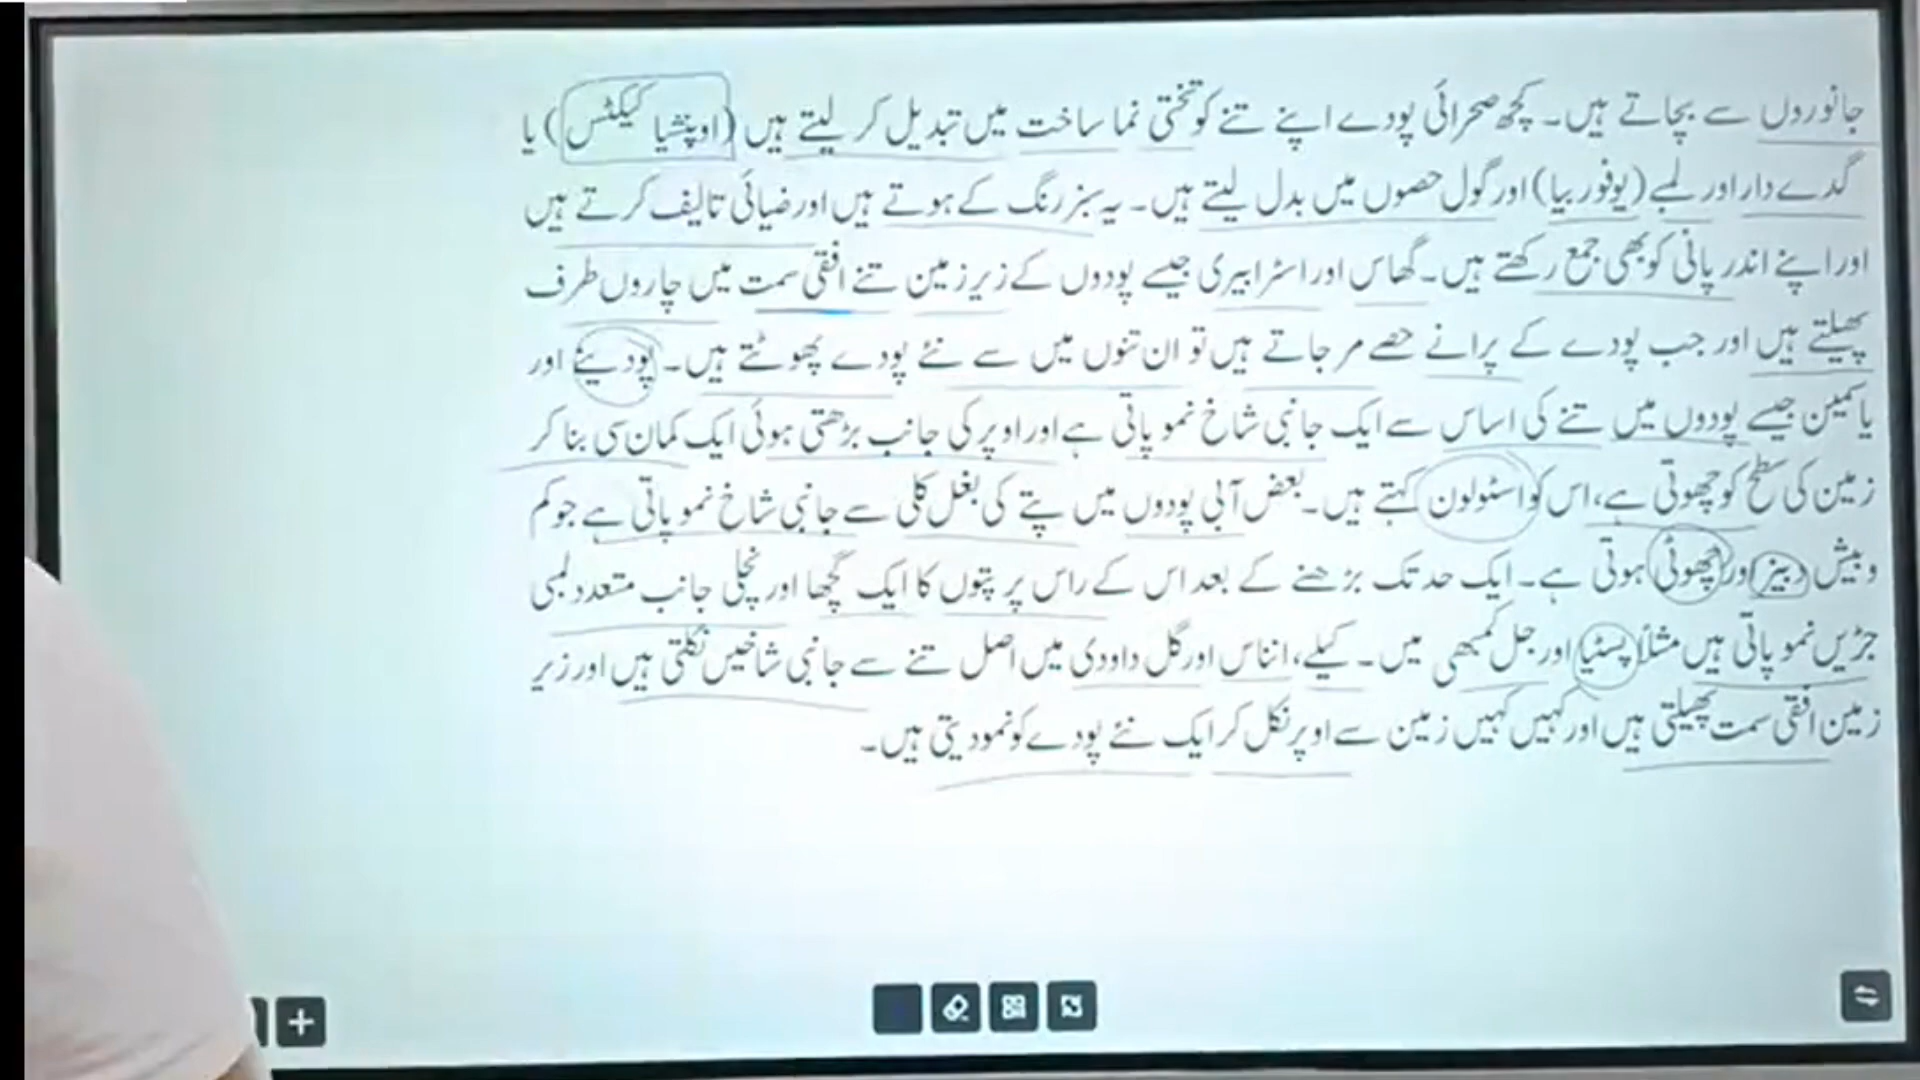 جانوروں سے بچاتے ہیں۔ کچھ صحرائی پودے اپنے تنے کو تختی نما ساخت میں تبدیل کر لیتے ہیں (اوپنشیا کیکٹس) یا
گدے دار اور لمبے (یوفوربیا) اور گول حصوں میں بدل لیتے ہیں۔ یہ سبز رنگ کے ہوتے ہیں اور ضیائی تالیف کرتے ہیں
اور اپنے اندر پانی کو بھی جمع رکھتے ہیں۔ گھاس اور اسٹرابیری جیسے پودوں کے زیر زمین تنے افقی سمت میں چاروں طرف
پھیلتے ہیں اور جب پودے کے پرانے حصے مر جاتے ہیں تو ان تنوں میں سے نئے پودے پھوٹتے ہیں۔ پودینے اور
یاسمین جیسے پودوں میں تنے کی اساس سے ایک جانبی شاخ نمو پاتی ہے اور اوپر کی جانب بڑھتی ہوئی ایک کمان سی بنا کر
زمین کی سطح کو چھوتی ہے، اس کو اسٹولون کہتے ہیں۔ بعض آبی پودوں میں پتے کی بغل کلی سے جانبی شاخ نمو پاتی ہے جو کم
و بیش دبیز اور چھوٹی ہوتی ہے۔ ایک حد تک بڑھنے کے بعد اس کے راس پر پتوں کا ایک گچھا اور نچلی جانب متعدد لمبی
جڑیں نمو پاتی ہیں مثلاً پسٹیا اور جل کمبھی میں۔ کیلے، انناس اور گل داودی میں اصل تنے سے جانبی شاخیں نکلتی ہیں اور زیر
زمین افقی سمت پھیلتی ہیں اور کہیں کہیں زمین سے اوپر نکل کر ایک نئے پودے کو نمو دیتی ہیں۔